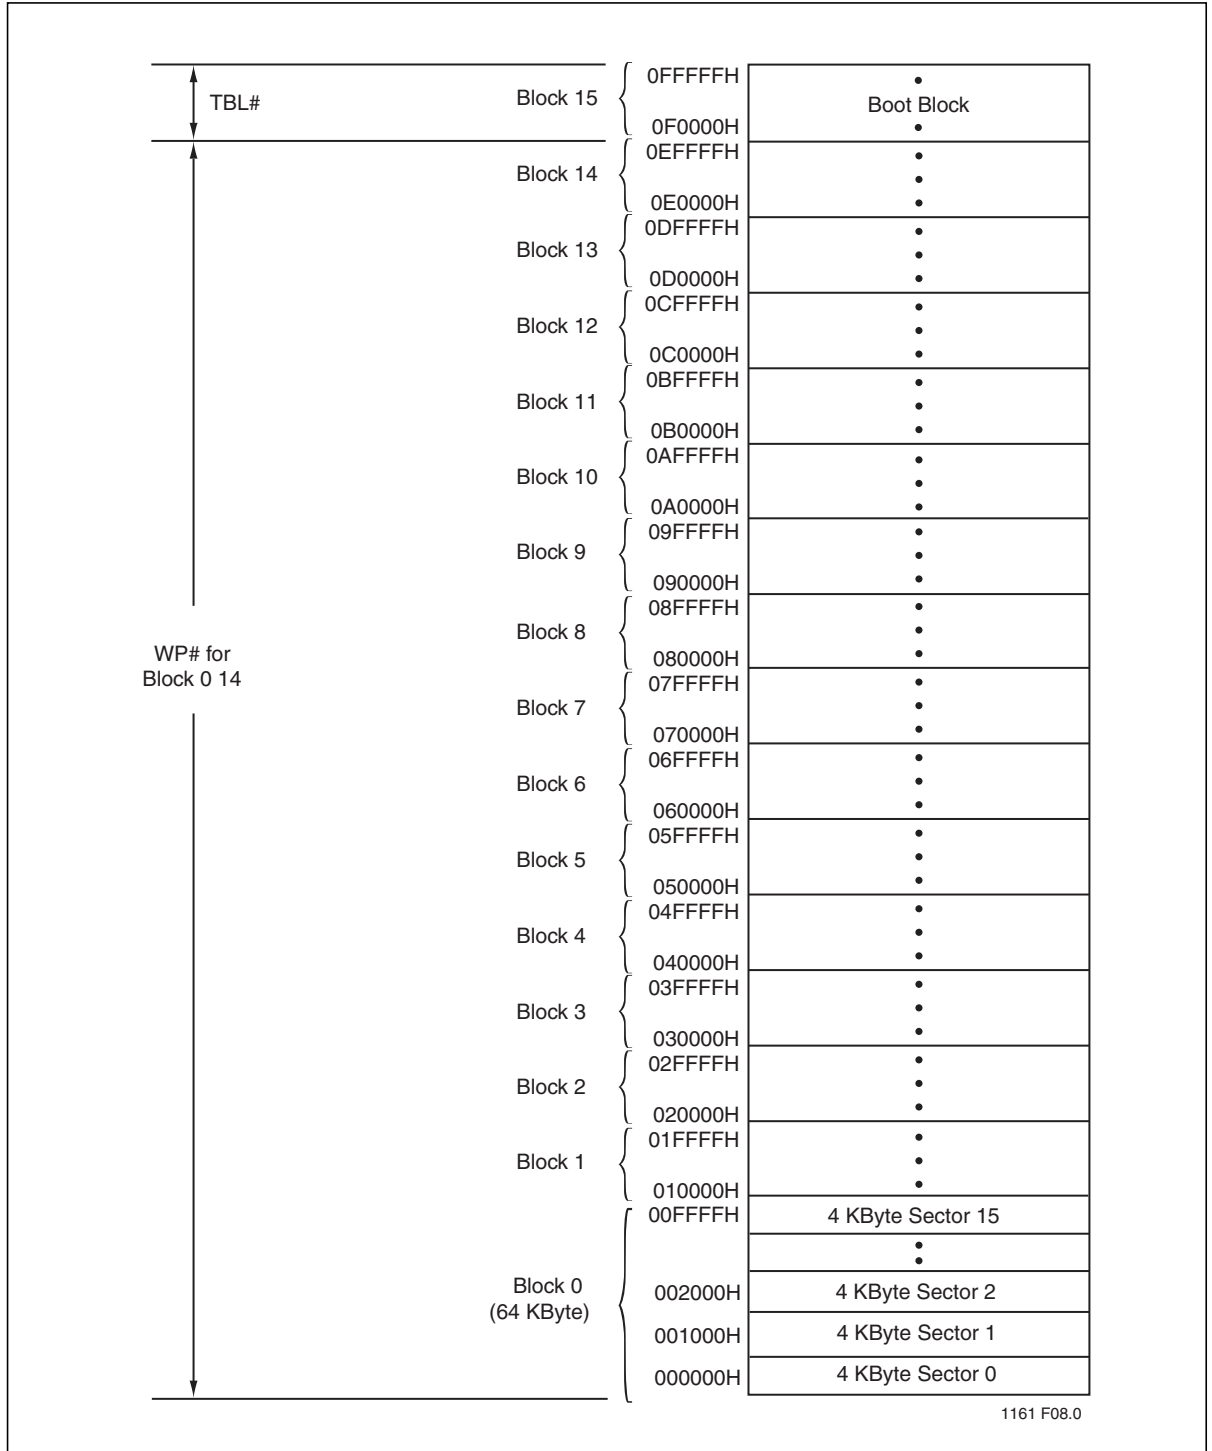 TBL#
Block 15
0FFFFFH
0F0000H
Boot Block
Block 14
0EFFFFH
0E0000H
Block 13
0DFFFFH
0D0000H
Block 12
0CFFFFH
0C0000H
Block 11
0BFFFFH
0B0000H
Block 10
0AFFFFH
0A0000H
Block 9
09FFFFH
090000H
Block 8
08FFFFH
080000H
WP# for
Block 0 14
Block 7
07FFFFH
070000H
Block 6
06FFFFH
060000H
Block 5
05FFFFH
050000H
Block 4
04FFFFH
040000H
Block 3
03FFFFH
030000H
Block 2
02FFFFH
020000H
Block 1
01FFFFH
010000H
00FFFFH
4 KByte Sector 15
Block 0
(64 KByte)
002000H
4 KByte Sector 2
001000H
4 KByte Sector 1
000000H
4 KByte Sector 0
1161 F08.0